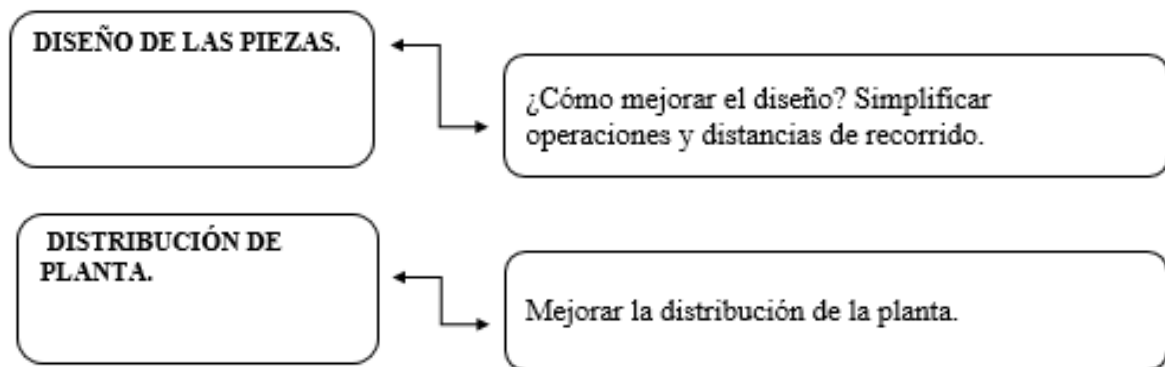 DISEÑO DE LAS PIEZAS.
¿Cómo mejorar el diseño? Simplificar
operaciones y distancias de recorrido.
DISTRIBUCIÓN DE
PLANTA.
Mejorar la distribución de la planta.